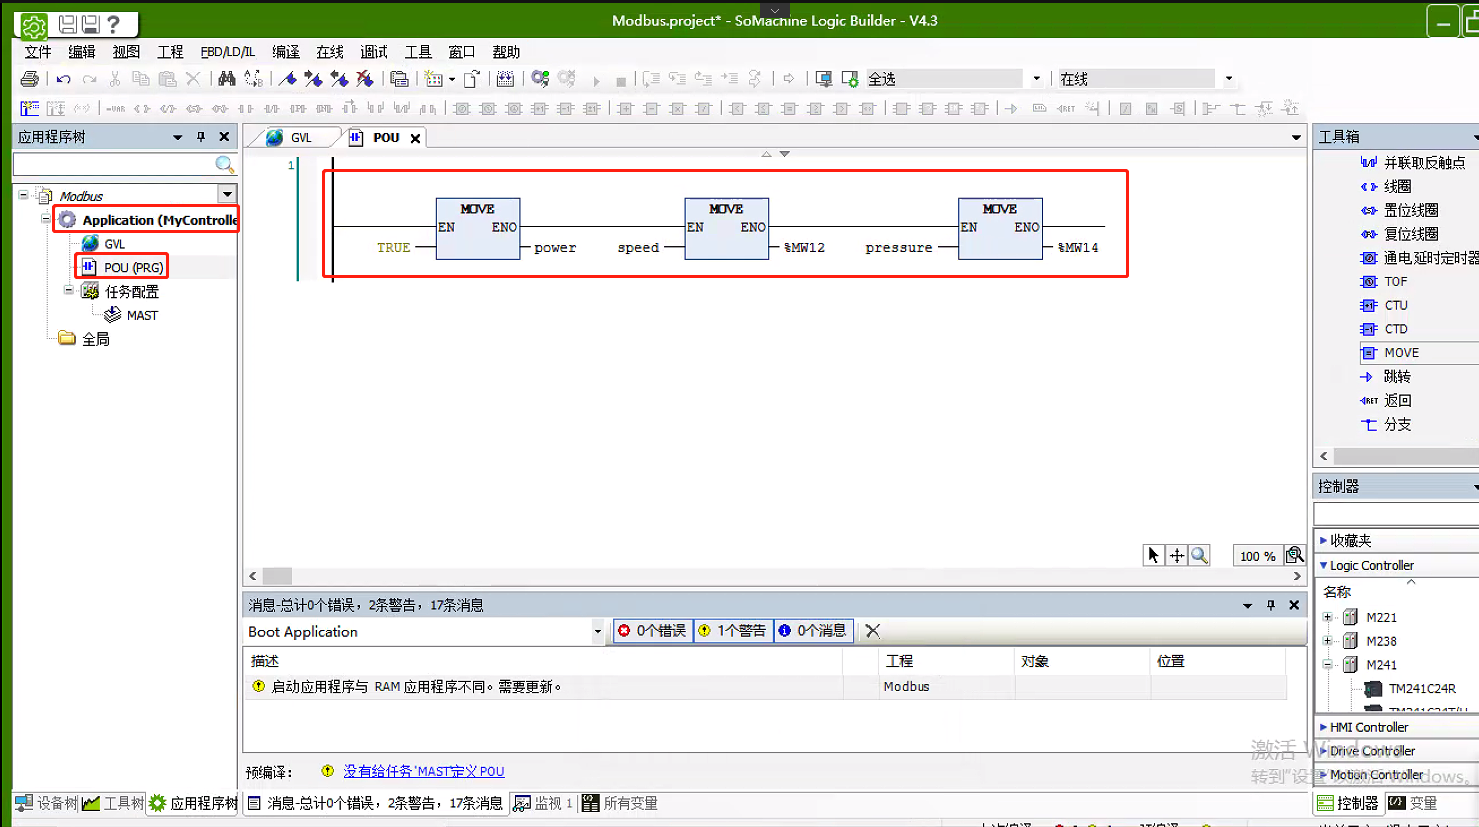 Modbus.project* - SoMachine Logic Builder - V4.3
文件 编辑 视图 工程 FBD/LD/IL 编译 在线 调试 工具 窗口 帮助
全选 在线
应用程序树
Modbus
Application (MyControlle
GVL
POU (PRG)
任务配置
MAST
全局
GVL POU
1
MOVE MOVE MOVE
EN ENO EN ENO EN ENO
TRUE power speed %MW12 pressure %MW14
100 %
工具箱
并联取反触点
线圈
置位线圈
复位线圈
通电延时定时器
TOF
CTU
CTD
MOVE
跳转
返回
分支
控制器
收藏夹
Logic Controller
名称
M221
M238
M241
TM241C24R
HMI Controller
Drive Controller
Motion Controller
消息-总计0个错误，2条警告，17条消息
Boot Application 0个错误 1个警告 0个消息
描述 工程 对象 位置
启动应用程序与 RAM 应用程序不同。需要更新。 Modbus
预编译： 没有给任务'MAST'定义 POU
激活 Windows
设备树 工具树 应用程序树 消息-总计0个错误，2条警告，17条消息 监视 1 所有变量 控制器 变量